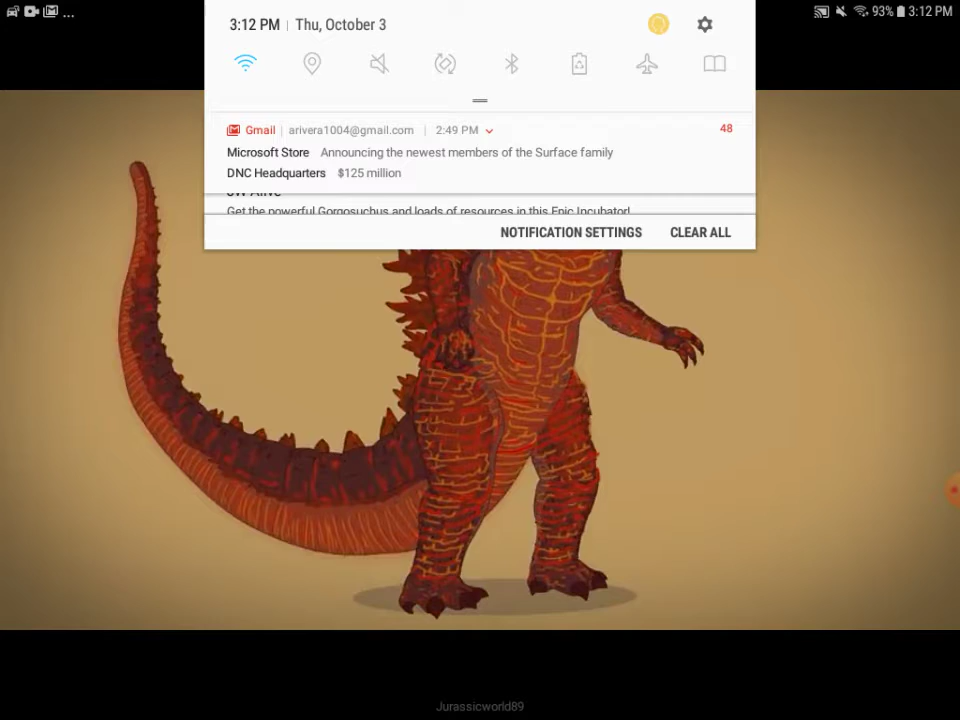 ... 93% 3:12 PM
3:12 PM | Thu, October 3
Gmail | arivera1004@gmail.com | 2:49 PM 48
Microsoft Store Announcing the newest members of the Surface family
DNC Headquarters $125 million
JW Alive
Get the powerful Gorgosuchus and loads of resources in this Epic Incubator!
NOTIFICATION SETTINGS CLEAR ALL
Jurassicworld89